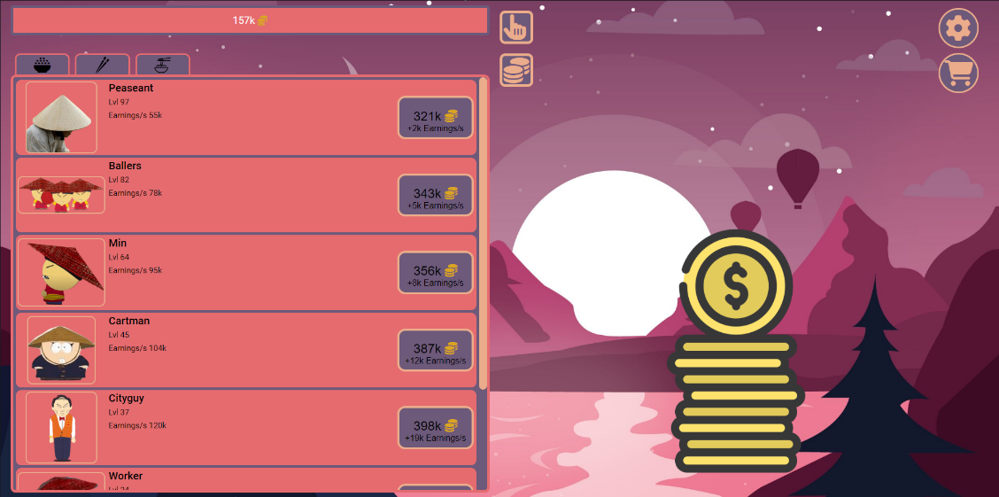 157k
Peaseant
Lvl 97
Earnings/s 55k
321k
+2k Earnings/s
Ballers
Lvl 82
Earnings/s 78k
343k
+5k Earnings/s
Min
Lvl 64
Earnings/s 95k
356k
+8k Earnings/s
Cartman
Lvl 45
Earnings/s 104k
387k
+12k Earnings/s
Cityguy
Lvl 37
Earnings/s 120k
398k
+19k Earnings/s
Worker
Lvl 24
$